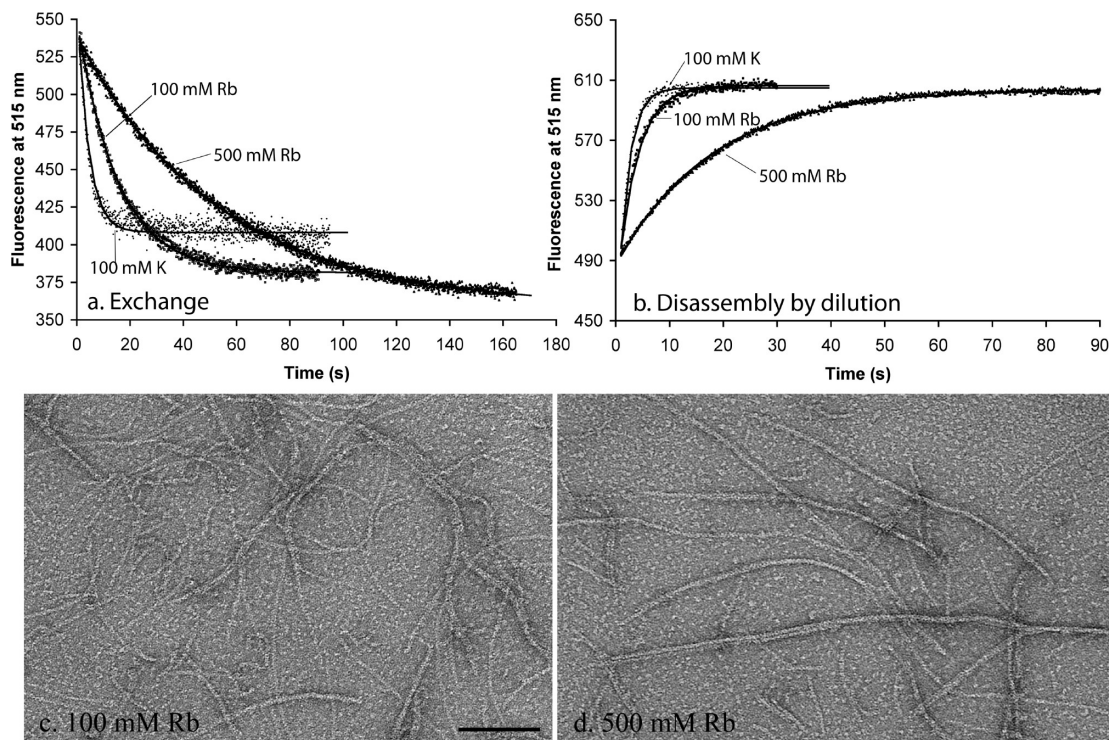 550
525
500
475
450
425
400
375
350
Fluorescence at 515 nm
100 mM Rb
500 mM Rb
100 mM K
a. Exchange
0 20 40 60 80 100 120 140 160 180
Time (s)
650
610
570
530
490
450
Fluorescence at 515 nm
100 mM K
100 mM Rb
500 mM Rb
b. Disassembly by dilution
0 10 20 30 40 50 60 70 80 90
Time (s)
c. 100 mM Rb
d. 500 mM Rb